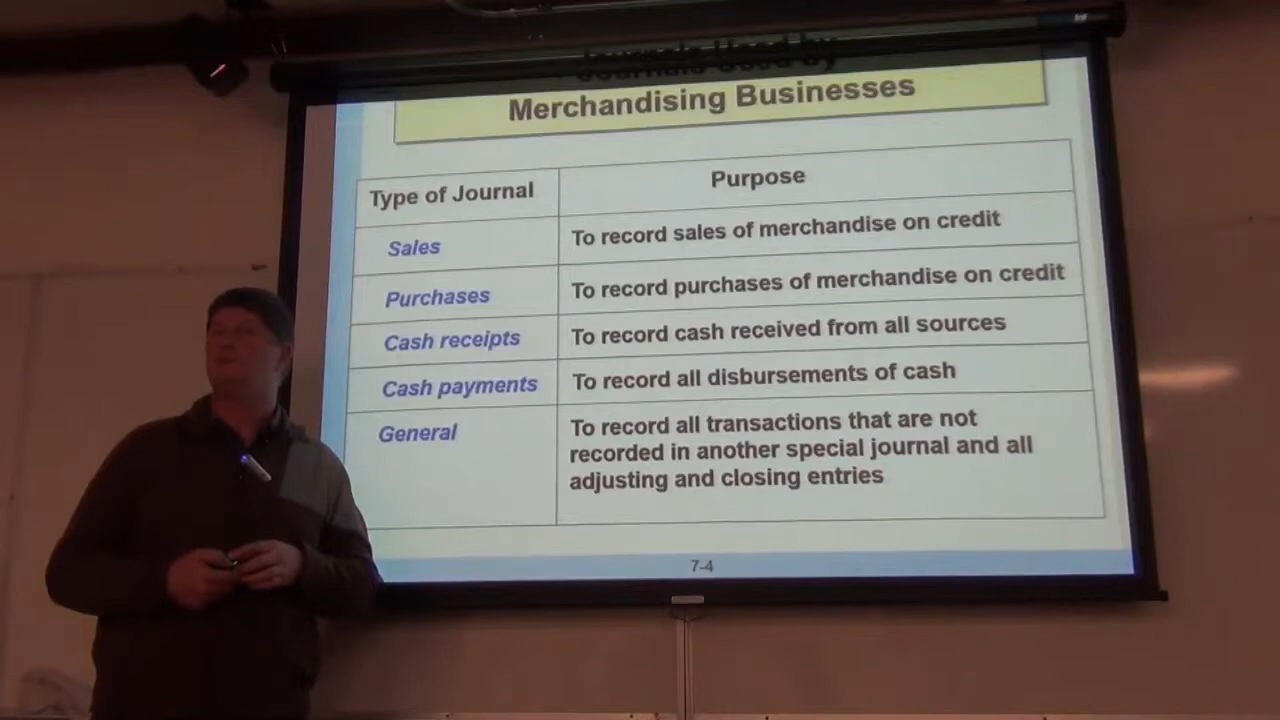 Journals Used by
Merchandising Businesses
Type of Journal
Purpose
Sales
To record sales of merchandise on credit
Purchases
To record purchases of merchandise on credit
Cash receipts
To record cash received from all sources
Cash payments
To record all disbursements of cash
General
To record all transactions that are not
recorded in another special journal and all
adjusting and closing entries
7-4